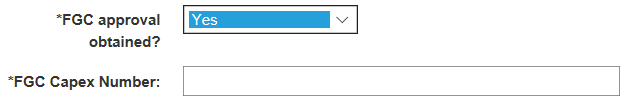 *FGC approval Yes
obtained?
*FGC Capex Number: